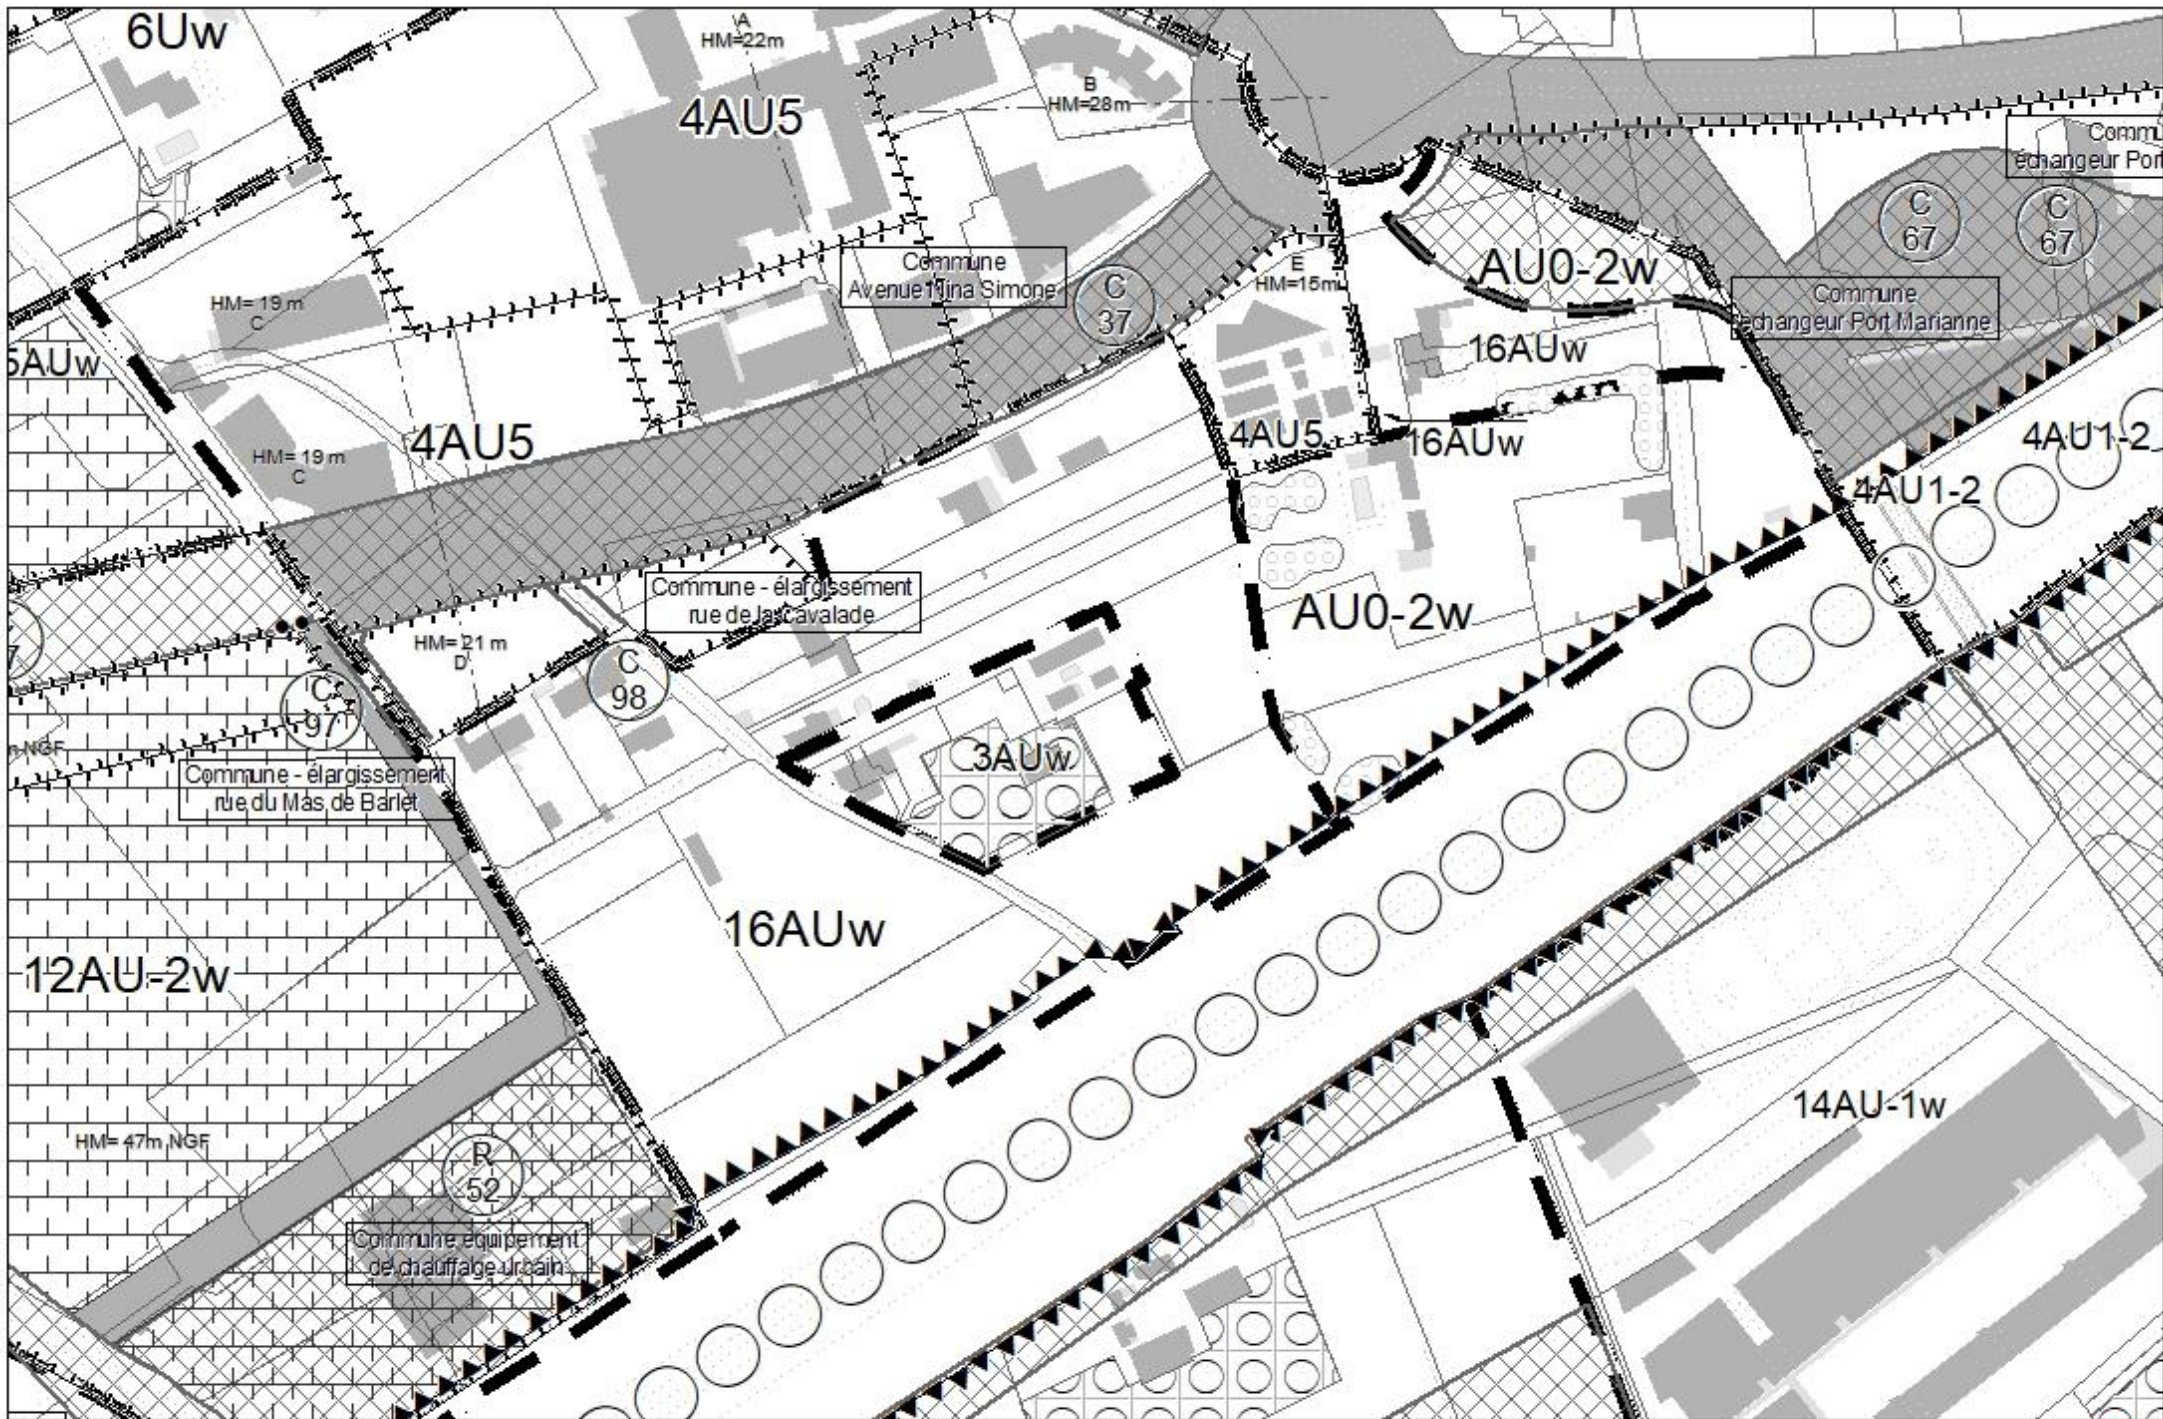 6Uw
A
HM=22m
4AU5
B
HM=28m
Commune
Avenue Nina Simone
C
37
E
HM=15m
AU0-2w
C
67
C
67
échangeur Port
Commune
échangeur Port Marianne
HM= 19 m
C
5AUw
16AUw
4AU5
HM= 19 m
C
4AU5
16AUw
4AU1-2
4AU1-2
Commune - élargissement
rue de la cavalade
AU0-2w
HM= 21 m
D
C
98
C
97
7
NGF
3AUw
Commune - élargissement
rue du Mas de Barlet
16AUw
12AU-2w
HM= 47m NGF
R
52
Commune équipement
de chauffage urbain
14AU-1w